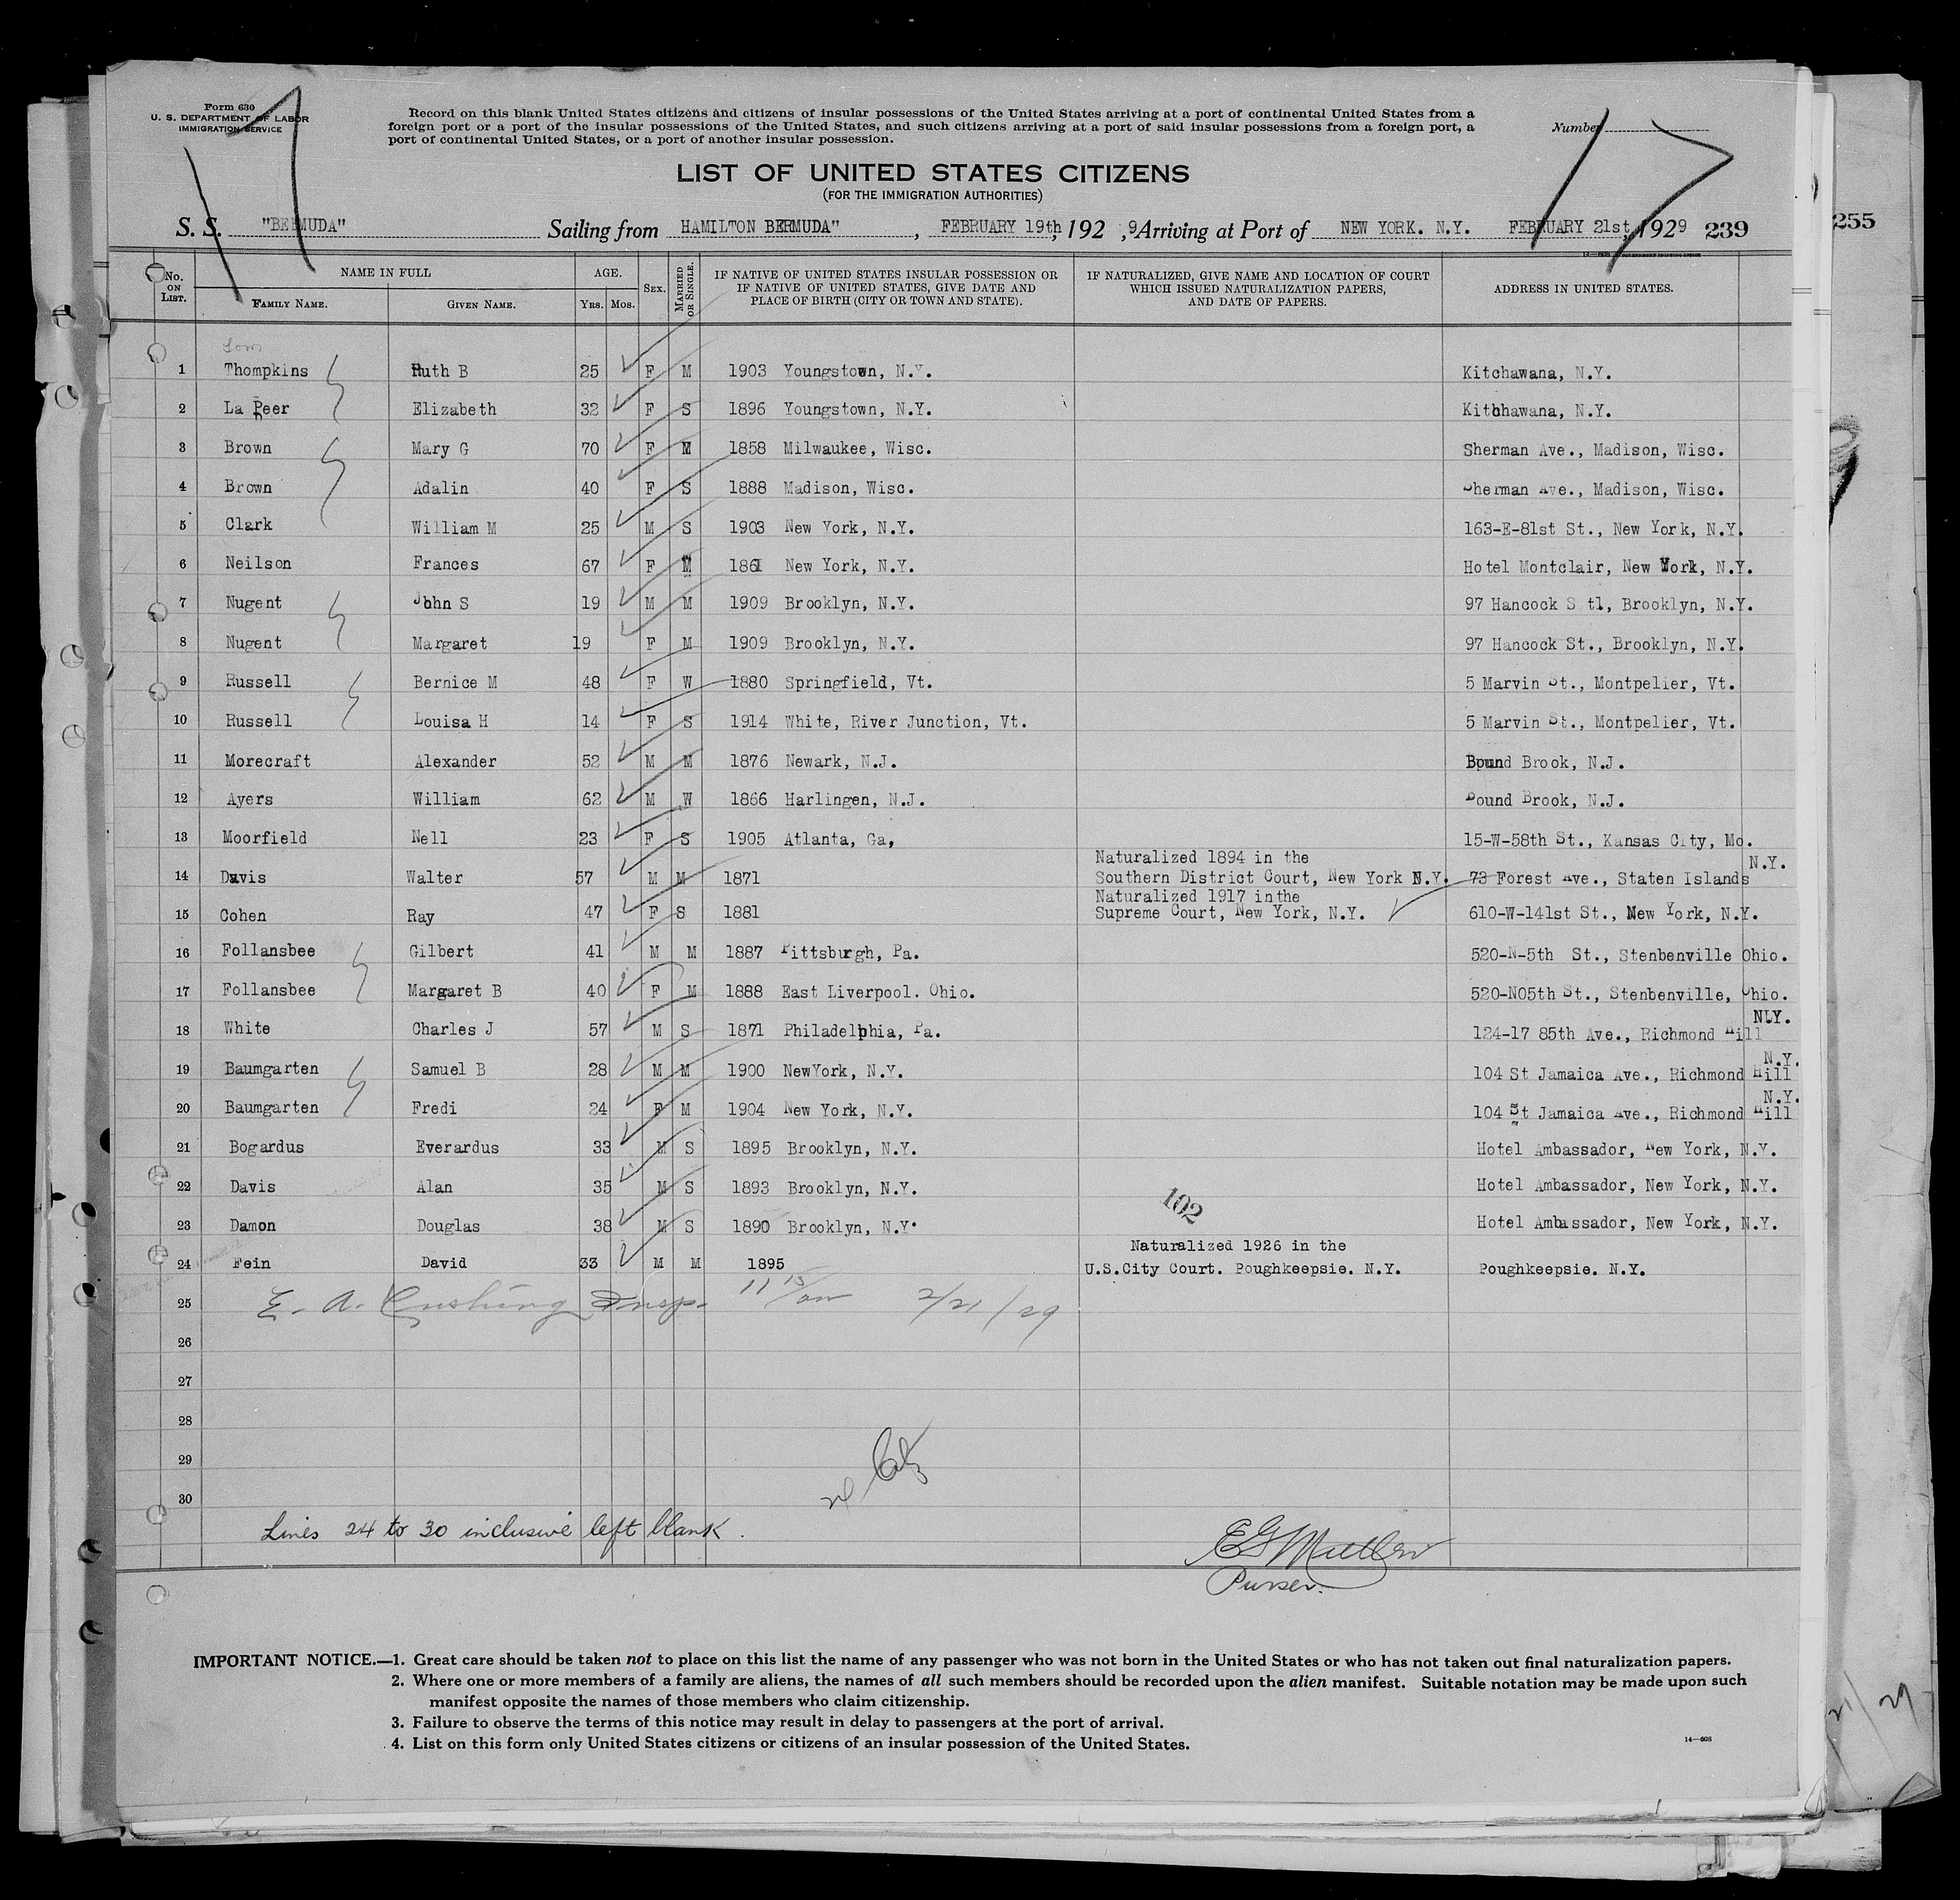 Form 630
U. S. DEPARTMENT OF LABOR
IMMIGRATION SERVICE
Record on this blank United States citizens and citizens of insular possessions of the United States arriving at a port of continental United States from a
foreign port or a port of the insular possessions of the United States, and such citizens arriving at a port of said insular possessions from a foreign port, a
port of continental United States, or a port of another insular possession.
Number
17
LIST OF UNITED STATES CITIZENS
(FOR THE IMMIGRATION AUTHORITIES)
S. S. "BERMUDA" Sailing from HAMILTON BERMUDA" , FEBRUARY 19th, 192 ,9 Arriving at Port of NEW YORK. N.Y. FEBRUARY 21st, 1929 239
255
No. ON LIST. NAME IN FULL FAMILY NAME. GIVEN NAME. AGE. YRS. MOS. SEX. MARRIED OR SINGLE. IF NATIVE OF UNITED STATES INSULAR POSSESSION OR IF NATIVE OF UNITED STATES, GIVE DATE AND PLACE OF BIRTH (CITY OR TOWN AND STATE). IF NATURALIZED, GIVE NAME AND LOCATION OF COURT WHICH ISSUED NATURALIZATION PAPERS, AND DATE OF PAPERS. ADDRESS IN UNITED STATES.
1 Thompkins Ruth B 25 F M 1903 Youngstown, N.Y. Kitchawana, N.Y.
2 La Peer Elizabeth 32 F S 1896 Youngstown, N.Y. Kitchawana, N.Y.
3 Brown Mary G 70 F M 1858 Milwaukee, Wisc. Sherman Ave., Madison, Wisc.
4 Brown Adalin 40 F S 1888 Madison, Wisc. Sherman Ave., Madison, Wisc.
5 Clark William M 25 M S 1903 New York, N.Y. 163-E-81st St., New York, N.Y.
6 Neilson Frances 67 F M 1861 New York, N.Y. Hotel Montclair, New York, N.Y.
7 Nugent John S 19 M M 1909 Brooklyn, N.Y. 97 Hancock S tl, Brooklyn, N.Y.
8 Nugent Margaret 19 F M 1909 Brooklyn, N.Y. 97 Hancock St., Brooklyn, N.Y.
9 Russell Bernice M 48 F W 1880 Springfield, Vt. 5 Marvin St., Montpelier, Vt.
10 Russell Louisa H 14 F S 1914 White, River Junction, Vt. 5 Marvin St., Montpelier, Vt.
11 Morecraft Alexander 52 M M 1876 Newark, N.J. Bound Brook, N.J.
12 Ayers William 62 M W 1866 Harlingen, N.J. Bound Brook, N.J.
13 Moorfield Nell 23 F S 1905 Atlanta, Ga, 15-W-58th St., Kansas City, Mo.
Naturalized 1894 in the N.Y.
14 Davis Walter 57 M M 1871 Southern District Court, New York N.Y. 73 Forest Ave., Staten Islands
Naturalized 1917 inthe
15 Cohen Ray 47 F S 1881 Supreme Court, New York, N.Y. 610-W-141st St., New York, N.Y.
16 Follansbee Gilbert 41 M M 1887 Pittsburgh, Pa. 520-N-5th St., Stenbenville Ohio.
17 Follansbee Margaret B 40 F M 1888 East Liverpool. Ohio. 520-N05th St., Stenbenville, Ohio.
NLY.
18 White Charles J 57 M S 1871 Philadelphia, Pa. 124-17 85th Ave., Richmond Hill
N.Y.
19 Baumgarten Samuel B 28 M M 1900 NewYork, N.Y. 104 St Jamaica Ave., Richmond Hill
N.Y.
20 Baumgarten Fredi 24 F M 1904 New York, N.Y. 104 St Jamaica Ave., Richmond Hill
21 Bogardus Everardus 33 M S 1895 Brooklyn, N.Y. Hotel Ambassador, New York, N.Y.
22 Davis Alan 35 M S 1893 Brooklyn, N.Y. Hotel Ambassador, New York, N.Y.
102
23 Damon Douglas 38 M S 1890 Brooklyn, N.Y. Hotel Ambassador, New York, N.Y.
Naturalized 1926 in the
24 Fein David 33 M M 1895 U.S.City Court. Poughkeepsie. N.Y. Poughkeepsie. N.Y.
25 E. A. Cushing Insp. 11 15/am 2/21/29
26
27
28
29
30
Lines 24 to 30 inclusive left blank.
Purser.
IMPORTANT NOTICE.—1. Great care should be taken not to place on this list the name of any passenger who was not born in the United States or who has not taken out final naturalization papers.
2. Where one or more members of a family are aliens, the names of all such members should be recorded upon the alien manifest. Suitable notation may be made upon such
manifest opposite the names of those members who claim citizenship.
3. Failure to observe the terms of this notice may result in delay to passengers at the port of arrival.
4. List on this form only United States citizens or citizens of an insular possession of the United States.
14—608